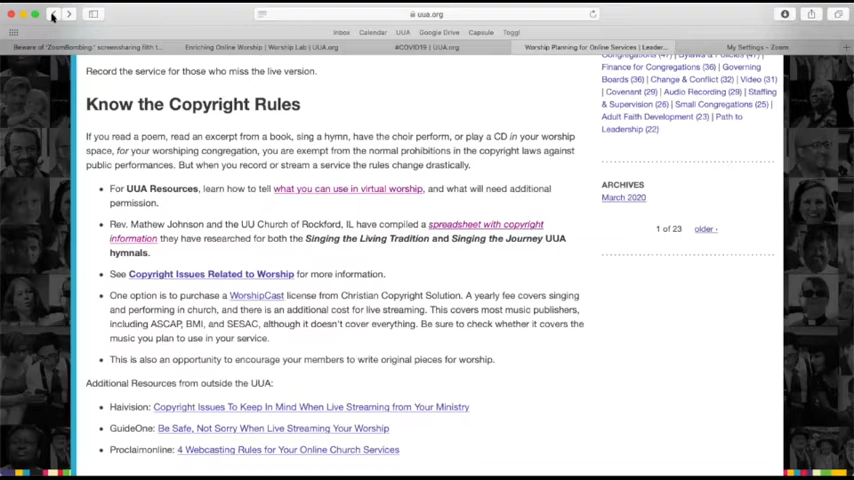 uua.org
Inbox Calendar UUA Google Drive Capsule Toggl
Beware of 'ZoomBombing:' screensharing filth t... Enriching Online Worship | Worship Lab | UUA.org #COVID19 | UUA.org Worship Planning for Online Services | Leader... My Settings - Zoom
Record the service for those who miss the live version.
Know the Copyright Rules
If you read a poem, read an excerpt from a book, sing a hymn, have the choir perform, or play a CD in your worship
space, for your worshiping congregation, you are exempt from the normal prohibitions in the copyright laws against
public performances. But when you record or stream a service the rules change drastically.
• For UUA Resources, learn how to tell what you can use in virtual worship, and what will need additional
permission.
• Rev. Mathew Johnson and the UU Church of Rockford, IL have compiled a spreadsheet with copyright
information they have researched for both the Singing the Living Tradition and Singing the Journey UUA
hymnals.
• See Copyright Issues Related to Worship for more information.
• One option is to purchase a WorshipCast license from Christian Copyright Solution. A yearly fee covers singing
and performing in church, and there is an additional cost for live streaming. This covers most music publishers,
including ASCAP, BMI, and SESAC, although it doesn't cover everything. Be sure to check whether it covers the
music you plan to use in your service.
• This is also an opportunity to encourage your members to write original pieces for worship.
Additional Resources from outside the UUA:
• Haivision: Copyright Issues To Keep In Mind When Live Streaming from Your Ministry
• GuideOne: Be Safe, Not Sorry When Live Streaming Your Worship
• Proclaimonline: 4 Webcasting Rules for Your Online Church Services
Finance for Congregations (36) | Governing
Boards (36) | Change & Conflict (32) | Video (31)
| Covenant (29) | Audio Recording (29) | Staffing
& Supervision (26) | Small Congregations (25) |
Adult Faith Development (23) | Path to
Leadership (22)
ARCHIVES
March 2020
1 of 23 older ›